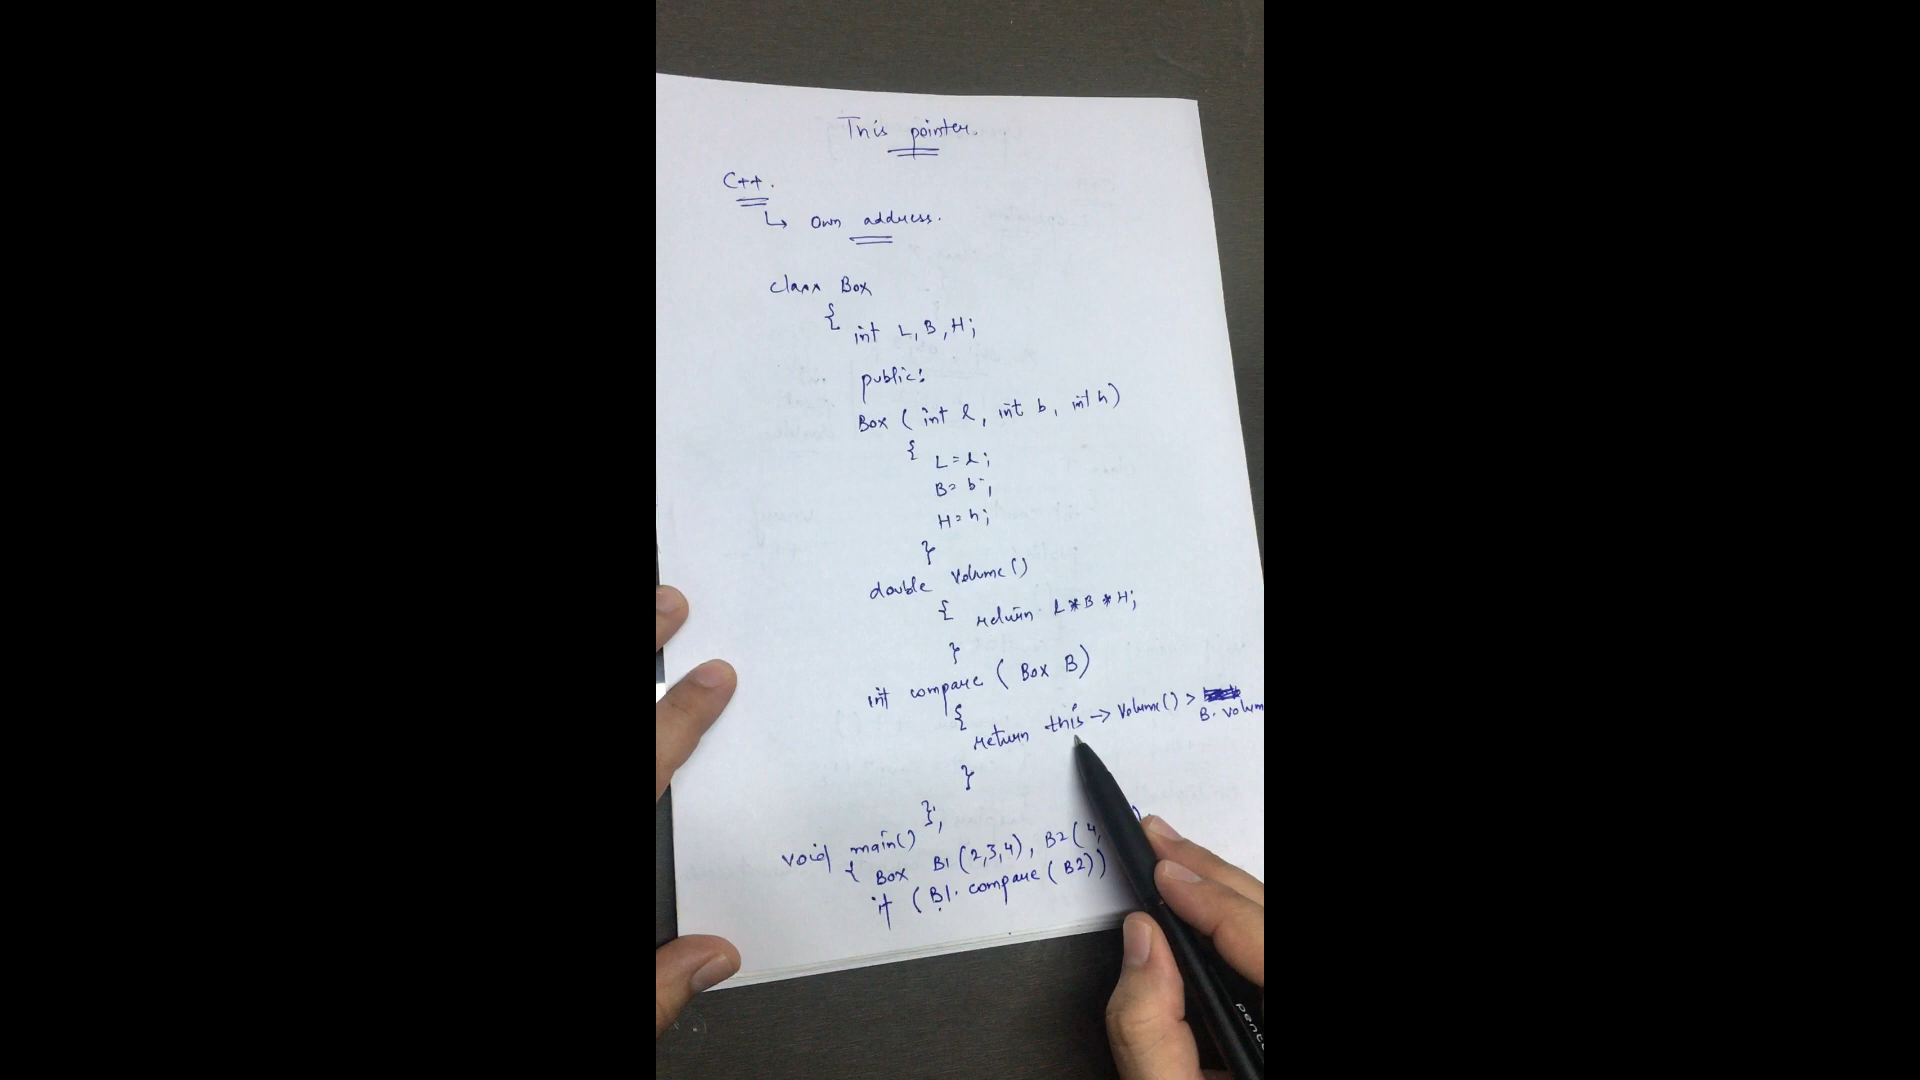 This pointer.
C++.
↳ own address.
class Box
{
int L, B, H;
public:
Box ( int l, int b, int h)
{ L = l;
B = b;
H = h;
}
double Volume()
{ return L * B * H;
}
int compare ( Box B)
{
return this -> Volume() >
B. Volum
}
};
void main()
{ Box B1 (2,3,4), B2 ( 4,
if ( B1. compare ( B2))